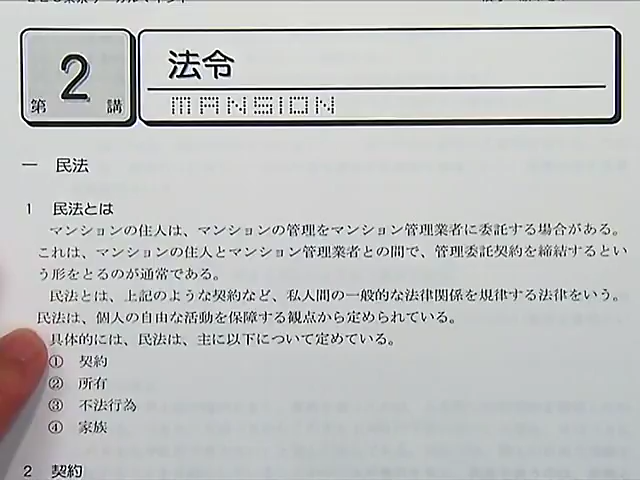 第2講
法令
MANSION
一 民法
1 民法とは
マンションの住人は、マンションの管理をマンション管理業者に委託する場合がある。
これは、マンションの住人とマンション管理業者との間で、管理委託契約を締結するとい
う形をとるのが通常である。
民法とは、上記のような契約など、私人間の一般的な法律関係を規律する法律をいう。
民法は、個人の自由な活動を保障する観点から定められている。
具体的には、民法は、主に以下について定めている。
① 契約
② 所有
③ 不法行為
④ 家族
2 契約